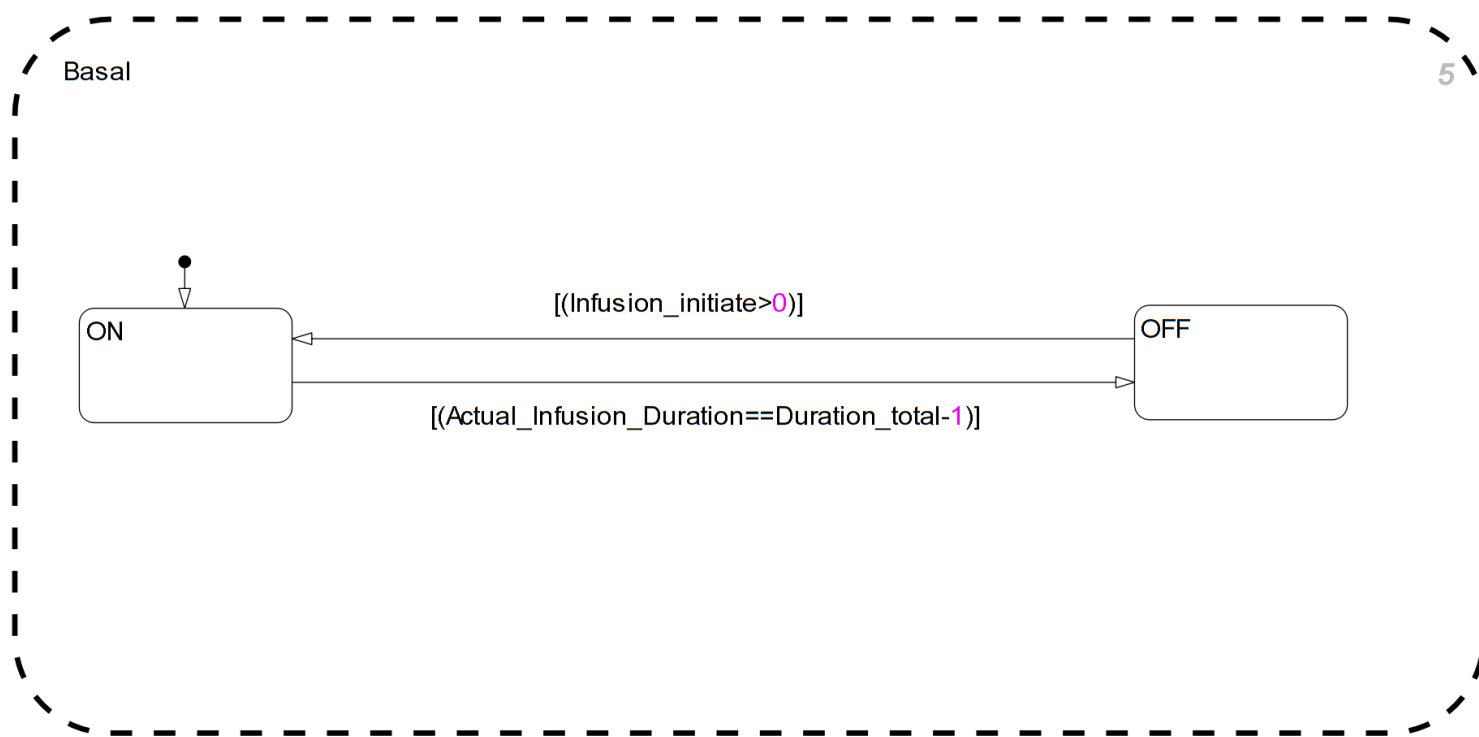 Basal
5
[(Infusion_initiate>0)]
ON
OFF
[(Actual_Infusion_Duration==Duration_total-1)]